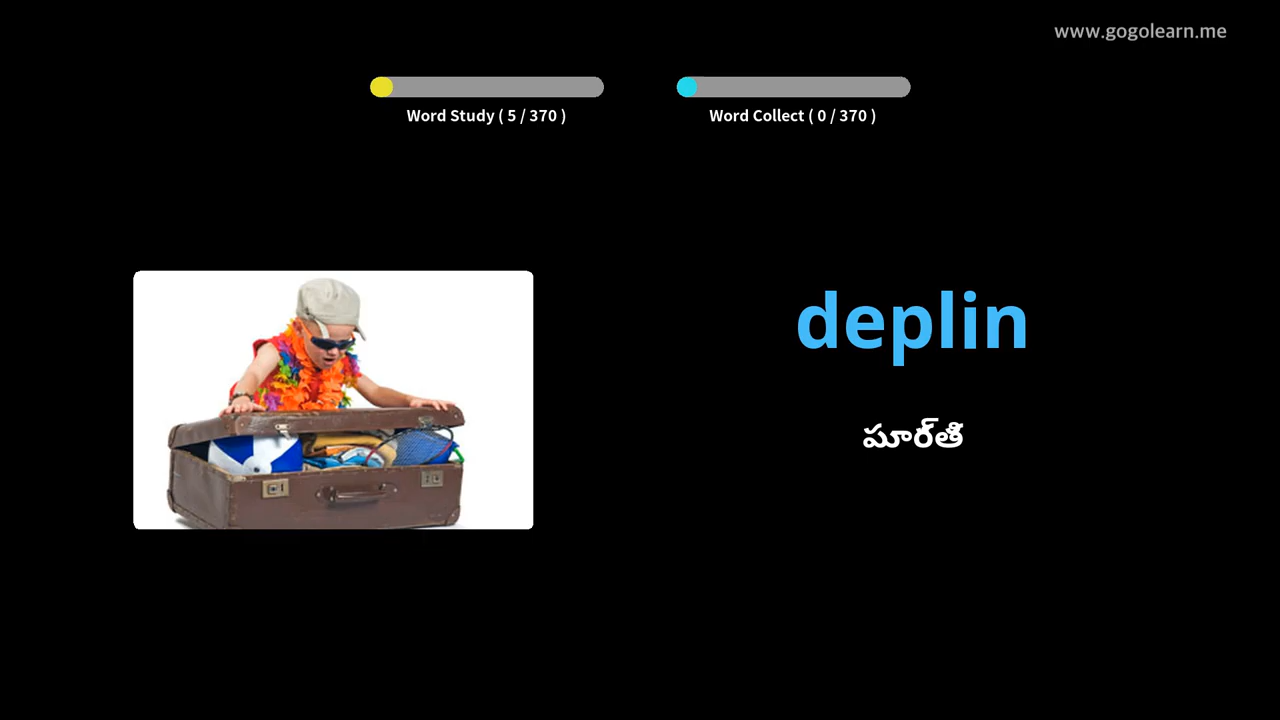 www.gogolearn.me
Word Study ( 5 / 370 )
Word Collect ( 0 / 370 )
deplin
పూర్తి